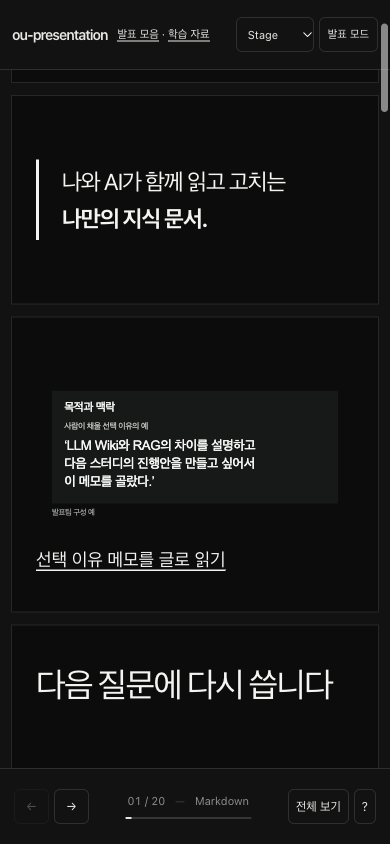 ou-presentation 발표 모음 · 학습 자료 Stage 발표 모드
나와 AI가 함께 읽고 고치는
나만의 지식 문서.
목적과 맥락
사람이 채울 선택 이유의 예
‘LLM Wiki와 RAG의 차이를 설명하고
다음 스터디의 진행안을 만들고 싶어서
이 메모를 골랐다.’
발표팀 구성 예
선택 이유 메모를 글로 읽기
다음 질문에 다시 씁니다
← → 01 / 20 — Markdown 전체 보기 ?